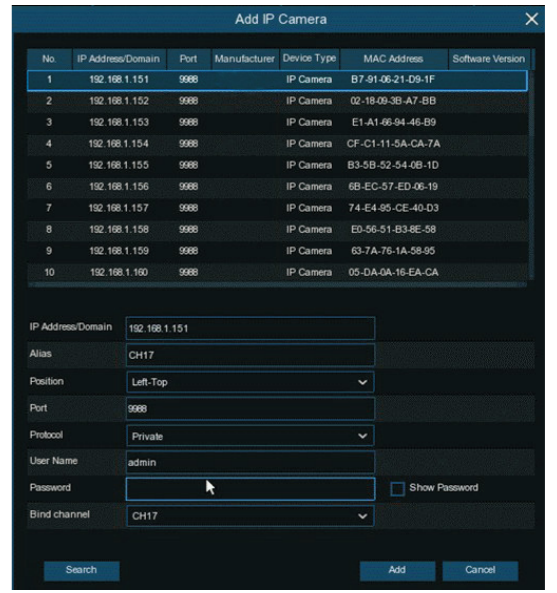 Add IP Camera
No. IP Address/Domain Port Manufacturer Device Type MAC Address Software Version
1 192.168.1.151 9988 IP Camera B7-91-06-21-D9-1F
2 192.168.1.152 9988 IP Camera 02-18-09-3B-A7-BB
3 192.168.1.153 9988 IP Camera E1-A1-66-94-46-B9
4 192.168.1.154 9988 IP Camera CF-C1-11-5A-CA-7A
5 192.168.1.155 9988 IP Camera B3-5B-52-54-0B-1D
6 192.168.1.156 9988 IP Camera 6B-EC-57-ED-06-19
7 192.168.1.157 9988 IP Camera 74-E4-95-CE-40-D3
8 192.168.1.158 9988 IP Camera E0-56-51-B3-8E-58
9 192.168.1.159 9988 IP Camera 63-7A-76-1A-58-95
10 192.168.1.160 9988 IP Camera 05-DA-0A-16-EA-CA
IP Address/Domain 192.168.1.151
Alias CH17
Position Left-Top
Port 9988
Protocol Private
User Name admin
Password Show Password
Bind channel CH17
Search Add Cancel